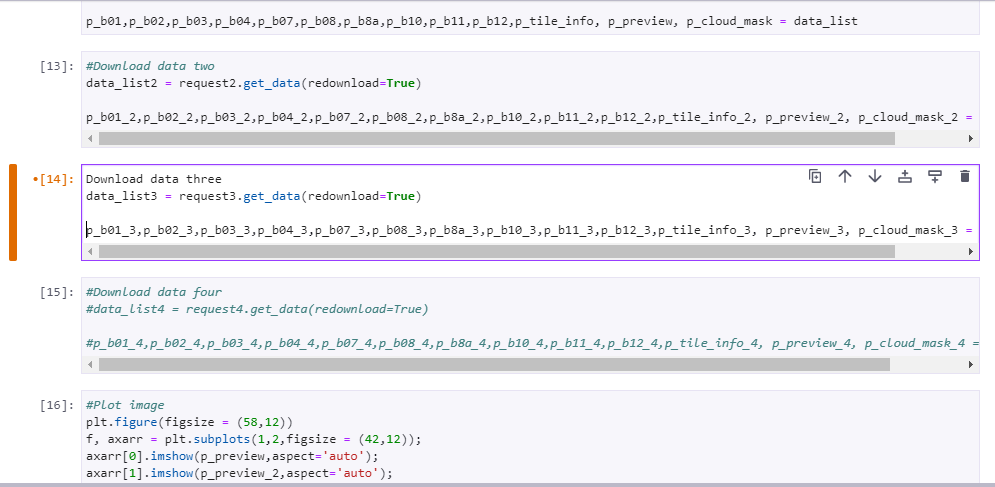 p_b01,p_b02,p_b03,p_b04,p_b07,p_b08,p_b8a,p_b10,p_b11,p_b12,p_tile_info, p_preview, p_cloud_mask = data_list
[13]: #Download data two
data_list2 = request2.get_data(redownload=True)
p_b01_2,p_b02_2,p_b03_2,p_b04_2,p_b07_2,p_b08_2,p_b8a_2,p_b10_2,p_b11_2,p_b12_2,p_tile_info_2, p_preview_2, p_cloud_mask_2 =
•[14]: Download data three
data_list3 = request3.get_data(redownload=True)
p_b01_3,p_b02_3,p_b03_3,p_b04_3,p_b07_3,p_b08_3,p_b8a_3,p_b10_3,p_b11_3,p_b12_3,p_tile_info_3, p_preview_3, p_cloud_mask_3 =
[15]: #Download data four
#data_list4 = request4.get_data(redownload=True)
#p_b01_4,p_b02_4,p_b03_4,p_b04_4,p_b07_4,p_b08_4,p_b8a_4,p_b10_4,p_b11_4,p_b12_4,p_tile_info_4, p_preview_4, p_cloud_mask_4 =
[16]: #Plot image
plt.figure(figsize = (58,12))
f, axarr = plt.subplots(1,2,figsize = (42,12));
axarr[0].imshow(p_preview,aspect='auto');
axarr[1].imshow(p_preview_2,aspect='auto');